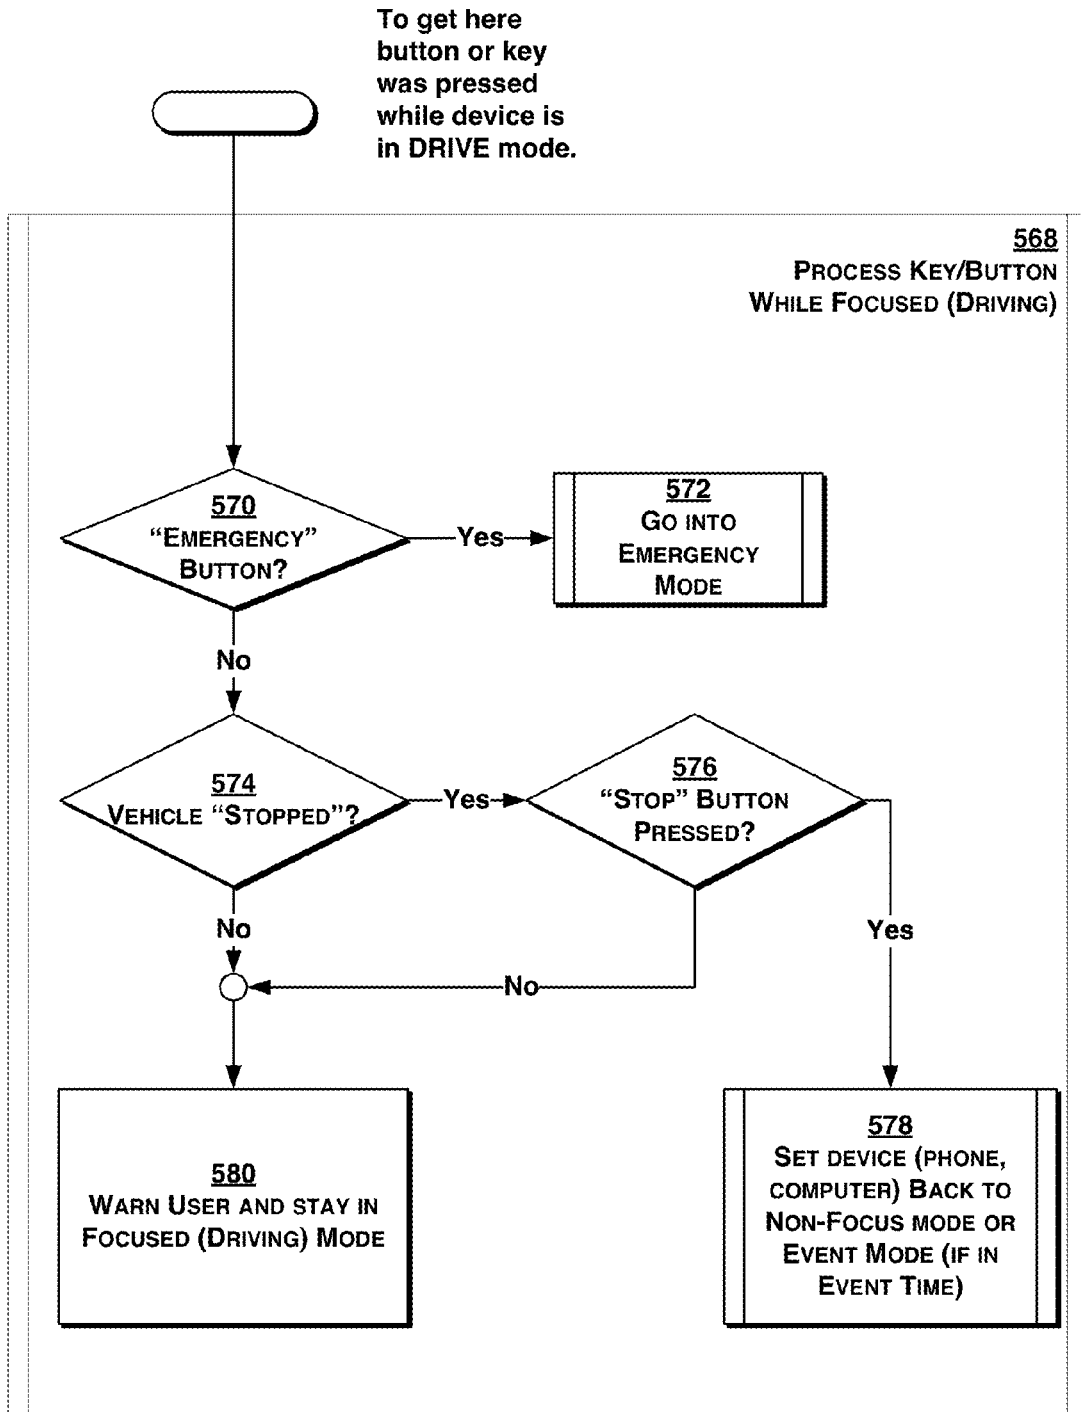 To get here
button or key
was pressed
while device is
in DRIVE mode.
568
PROCESS KEY/BUTTON
WHILE FOCUSED (DRIVING)
570
“EMERGENCY”
BUTTON?
Yes
572
GO INTO
EMERGENCY
MODE
No
574
VEHICLE “STOPPED”?
Yes
576
“STOP” BUTTON
PRESSED?
No
Yes
No
580
WARN USER AND STAY IN
FOCUSED (DRIVING) MODE
578
SET DEVICE (PHONE,
COMPUTER) BACK TO
NON-FOCUS MODE OR
EVENT MODE (IF IN
EVENT TIME)